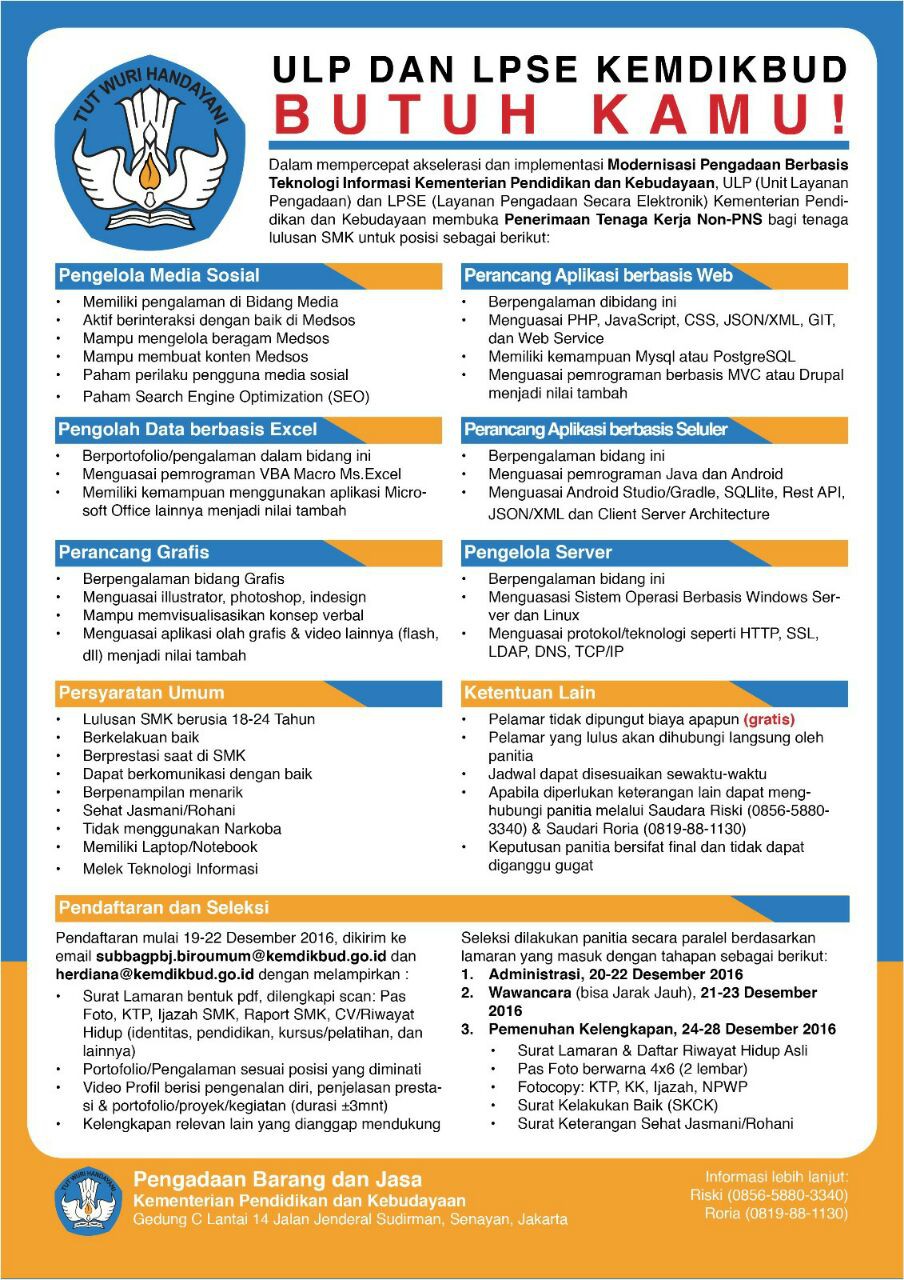 TUT WURI HANDAYANI
ULP DAN LPSE KEMDIKBUD
BUTUH KAMU!
Dalam mempercepat akselerasi dan implementasi Modernisasi Pengadaan Berbasis
Teknologi Informasi Kementerian Pendidikan dan Kebudayaan, ULP (Unit Layanan
Pengadaan) dan LPSE (Layanan Pengadaan Secara Elektronik) Kementerian Pendi-
dikan dan Kebudayaan membuka Penerimaan Tenaga Kerja Non-PNS bagi tenaga
lulusan SMK untuk posisi sebagai berikut:
Pengelola Media Sosial
• Memiliki pengalaman di Bidang Media
• Aktif berinteraksi dengan baik di Medsos
• Mampu mengelola beragam Medsos
• Mampu membuat konten Medsos
• Paham perilaku pengguna media sosial
• Paham Search Engine Optimization (SEO)
Perancang Aplikasi berbasis Web
• Berpengalaman dibidang ini
• Menguasai PHP, JavaScript, CSS, JSON/XML, GIT,
dan Web Service
• Memiliki kemampuan Mysql atau PostgreSQL
• Menguasai pemrograman berbasis MVC atau Drupal
menjadi nilai tambah
Pengolah Data berbasis Excel
• Berportofolio/pengalaman dalam bidang ini
• Menguasai pemrograman VBA Macro Ms.Excel
• Memiliki kemampuan menggunakan aplikasi Micro-
soft Office lainnya menjadi nilai tambah
Perancang Aplikasi berbasis Seluler
• Berpengalaman bidang ini
• Menguasai pemrograman Java dan Android
• Menguasai Android Studio/Gradle, SQLlite, Rest API,
JSON/XML dan Client Server Architecture
Perancang Grafis
• Berpengalaman bidang Grafis
• Menguasai illustrator, photoshop, indesign
• Mampu memvisualisasikan konsep verbal
• Menguasai aplikasi olah grafis & video lainnya (flash,
dll) menjadi nilai tambah
Pengelola Server
• Berpengalaman bidang ini
• Menguasasi Sistem Operasi Berbasis Windows Ser-
ver dan Linux
• Menguasai protokol/teknologi seperti HTTP, SSL,
LDAP, DNS, TCP/IP
Persyaratan Umum
• Lulusan SMK berusia 18-24 Tahun
• Berkelakuan baik
• Berprestasi saat di SMK
• Dapat berkomunikasi dengan baik
• Berpenampilan menarik
• Sehat Jasmani/Rohani
• Tidak menggunakan Narkoba
• Memiliki Laptop/Notebook
• Melek Teknologi Informasi
Ketentuan Lain
• Pelamar tidak dipungut biaya apapun (gratis)
• Pelamar yang lulus akan dihubungi langsung oleh
panitia
• Jadwal dapat disesuaikan sewaktu-waktu
• Apabila diperlukan keterangan lain dapat meng-
hubungi panitia melalui Saudara Riski (0856-5880-
3340) & Saudari Roria (0819-88-1130)
• Keputusan panitia bersifat final dan tidak dapat
diganggu gugat
Pendaftaran dan Seleksi
Pendaftaran mulai 19-22 Desember 2016, dikirim ke
email subbagpbj.biroumum@kemdikbud.go.id dan
herdiana@kemdikbud.go.id dengan melampirkan :
• Surat Lamaran bentuk pdf, dilengkapi scan: Pas
Foto, KTP, Ijazah SMK, Raport SMK, CV/Riwayat
Hidup (identitas, pendidikan, kursus/pelatihan, dan
lainnya)
• Portofolio/Pengalaman sesuai posisi yang diminati
• Video Profil berisi pengenalan diri, penjelasan presta-
si & portofolio/proyek/kegiatan (durasi ±3mnt)
• Kelengkapan relevan lain yang dianggap mendukung
Seleksi dilakukan panitia secara paralel berdasarkan
lamaran yang masuk dengan tahapan sebagai berikut:
1. Administrasi, 20-22 Desember 2016
2. Wawancara (bisa Jarak Jauh), 21-23 Desember
2016
3. Pemenuhan Kelengkapan, 24-28 Desember 2016
• Surat Lamaran & Daftar Riwayat Hidup Asli
• Pas Foto berwarna 4x6 (2 lembar)
• Fotocopy: KTP, KK, Ijazah, NPWP
• Surat Kelakukan Baik (SKCK)
• Surat Keterangan Sehat Jasmani/Rohani
TUT WURI HANDAYANI
Pengadaan Barang dan Jasa
Kementerian Pendidikan dan Kebudayaan
Gedung C Lantai 14 Jalan Jenderal Sudirman, Senayan, Jakarta
Informasi lebih lanjut:
Riski (0856-5880-3340)
Roria (0819-88-1130)